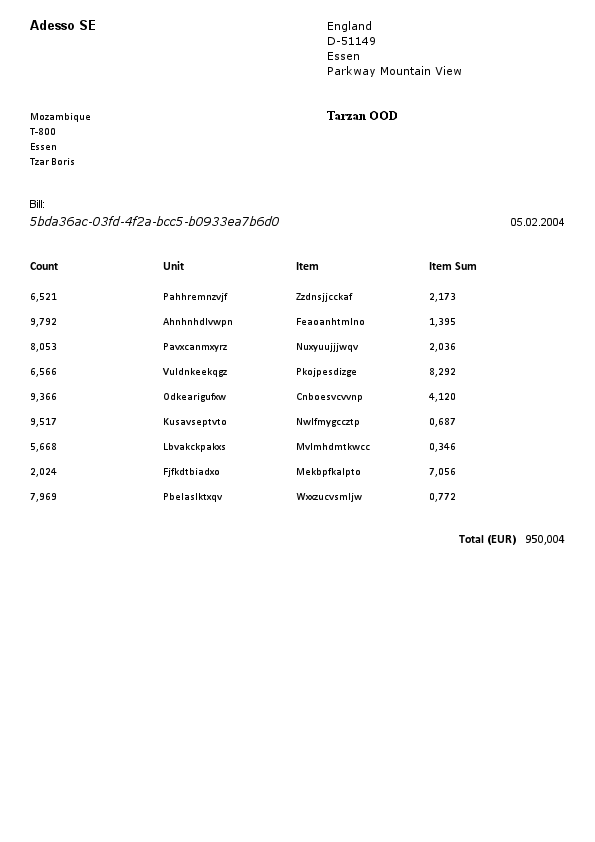 Adesso SE
England
D-51149
Essen
Parkway Mountain View
Mozambique
T-800
Essen
Tzar Boris
Tarzan OOD
Bill:
5bda36ac-03fd-4f2a-bcc5-b0933ea7b6d0 05.02.2004
Count Unit Item Item Sum
6,521 Pahhremnzvjf Zzdnsjjcckaf 2,173
9,792 Ahnhnhdlvwpn Feaoanhtmlno 1,395
8,053 Pavxcanmxyrz Nuxyuujjjwqv 2,036
6,566 Vuldnkeekqgz Pkojpesdizge 8,292
9,366 Odkearigufxw Cnboesvcvvnp 4,120
9,517 Kusavseptvto Nwlfmygccztp 0,687
5,668 Lbvakckpakxs Mvlmhdmtkwcc 0,346
2,024 Fjfkdtbiadxo Mekbpfkalpto 7,056
7,969 Pbelaslktxqv Wxxzucvsmljw 0,772
Total (EUR) 950,004